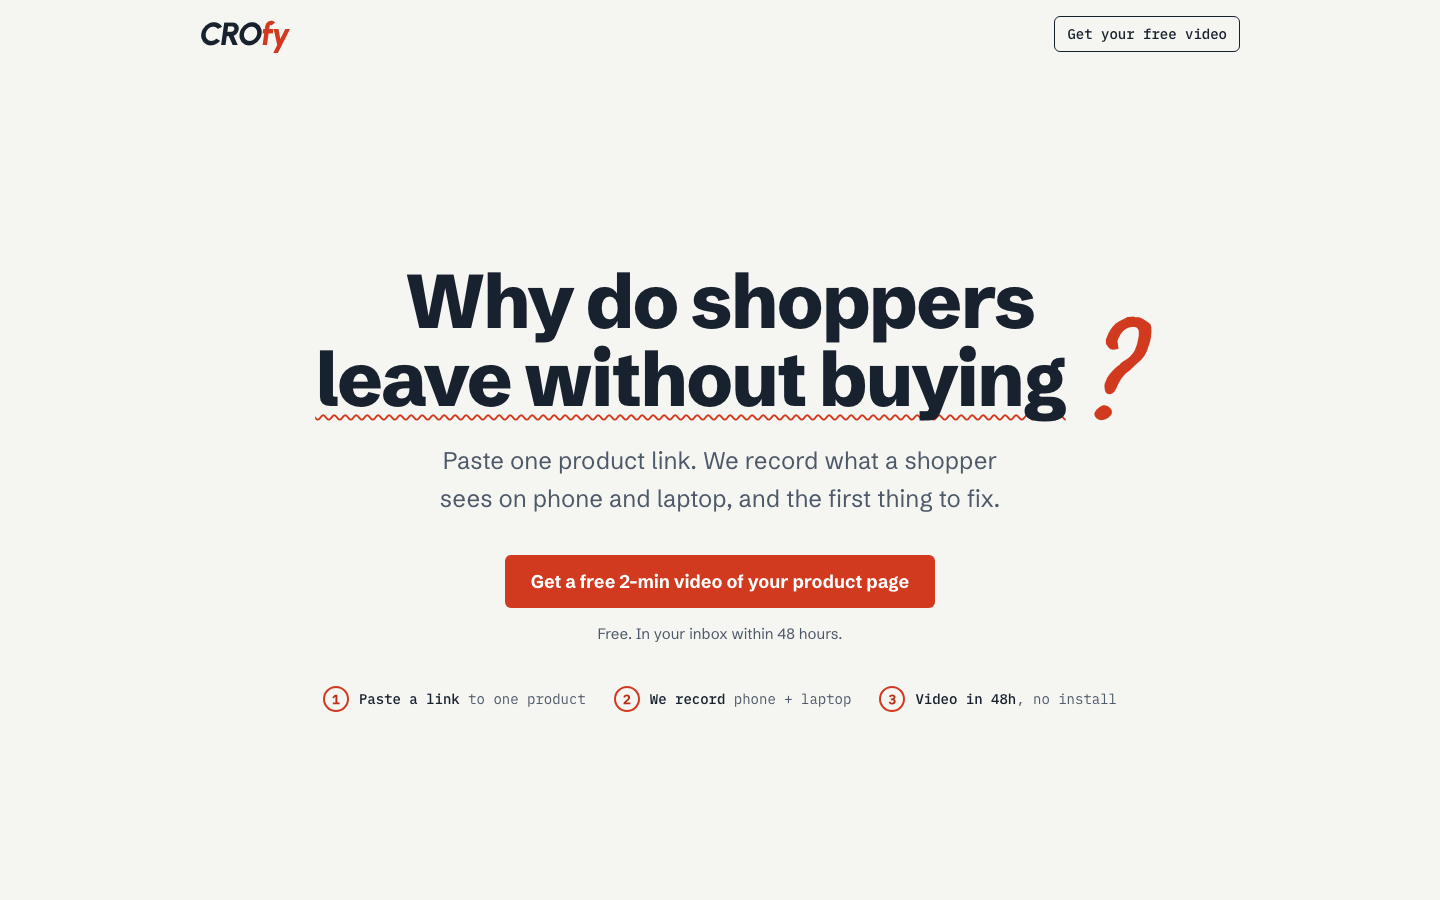 CROfy
Get your free video
Why do shoppers
leave without buying?
Paste one product link. We record what a shopper
sees on phone and laptop, and the first thing to fix.
Get a free 2-min video of your product page
Free. In your inbox within 48 hours.
1 Paste a link to one product 2 We record phone + laptop 3 Video in 48h, no install